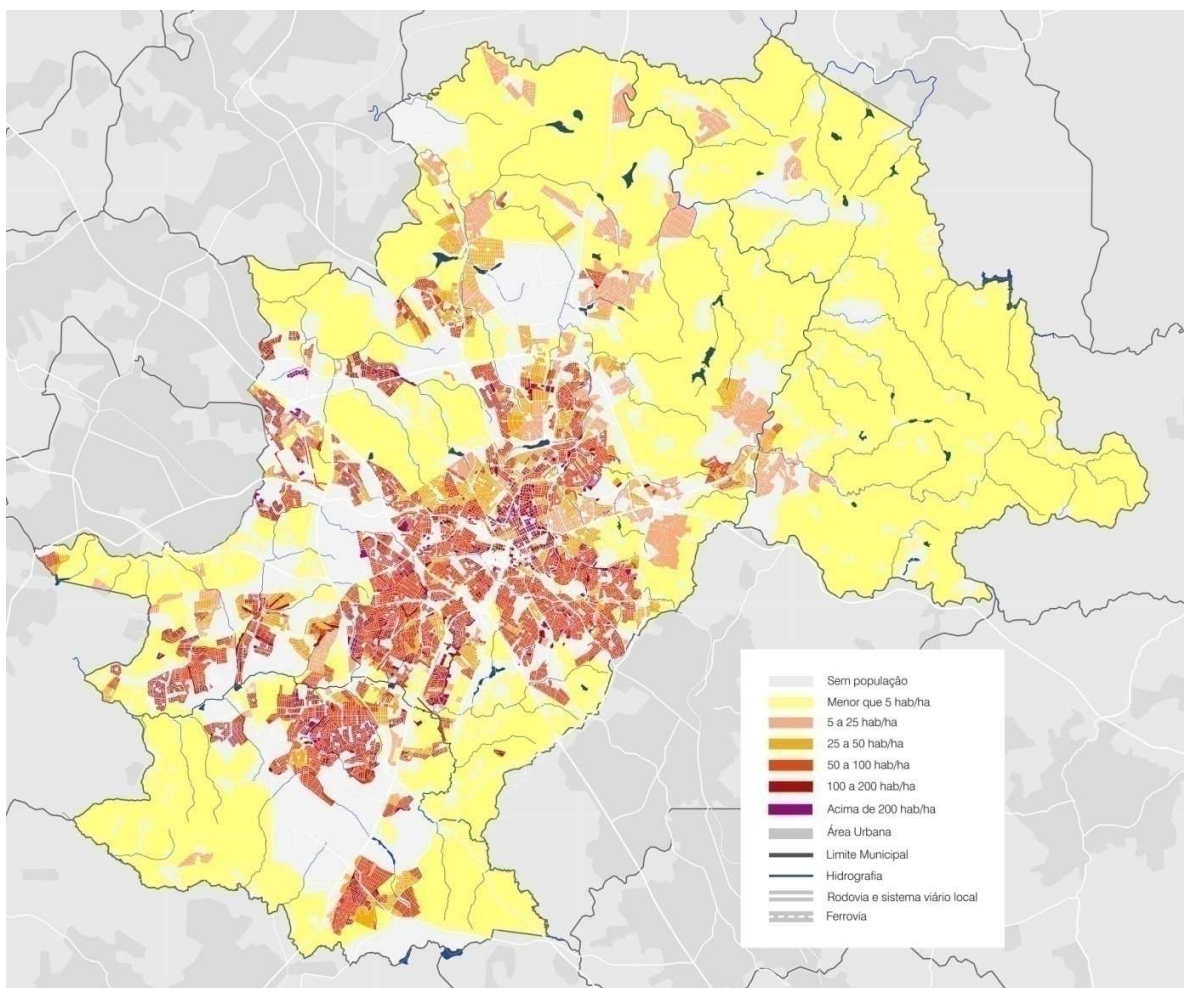 Sem população
Menor que 5 hab/ha
5 a 25 hab/ha
25 a 50 hab/ha
50 a 100 hab/ha
100 a 200 hab/ha
Acima de 200 hab/ha
Área Urbana
Limite Municipal
Hidrografia
Rodovia e sistema viário local
Ferrovia